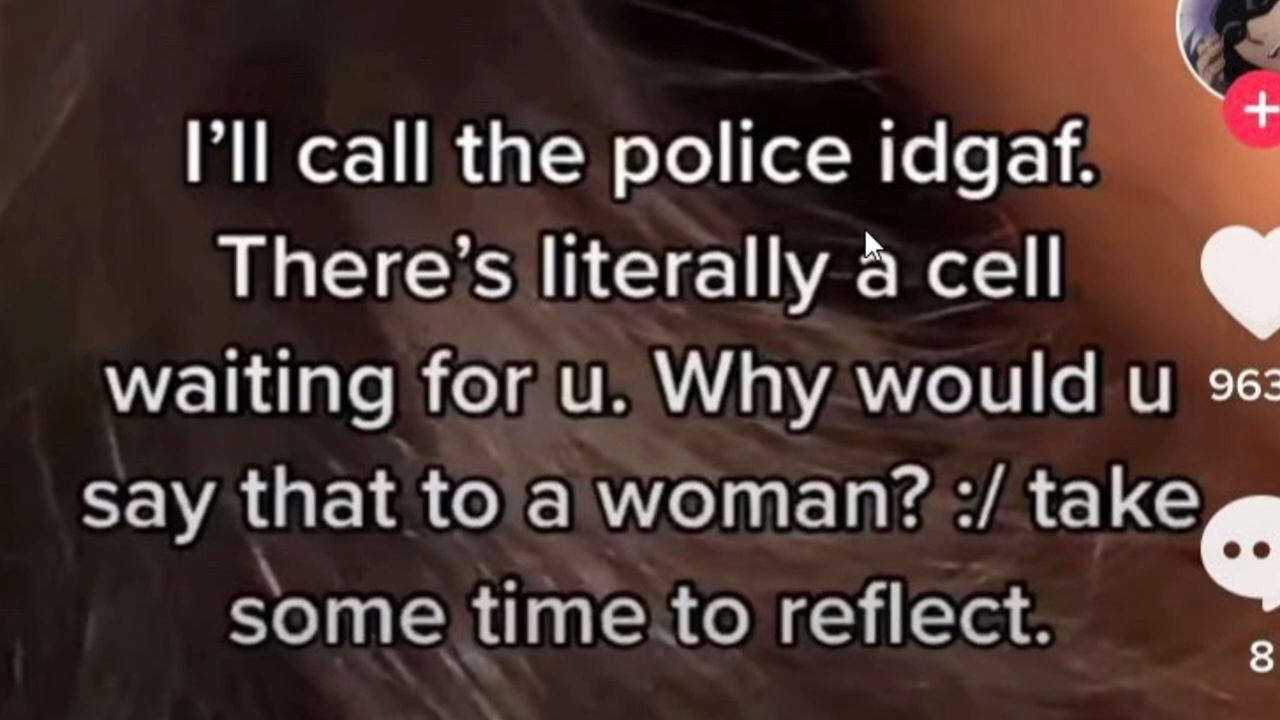 I'll call the police idgaf.
There's literally a cell
waiting for u. Why would u
say that to a woman? :/ take
some time to reflect.
963
8